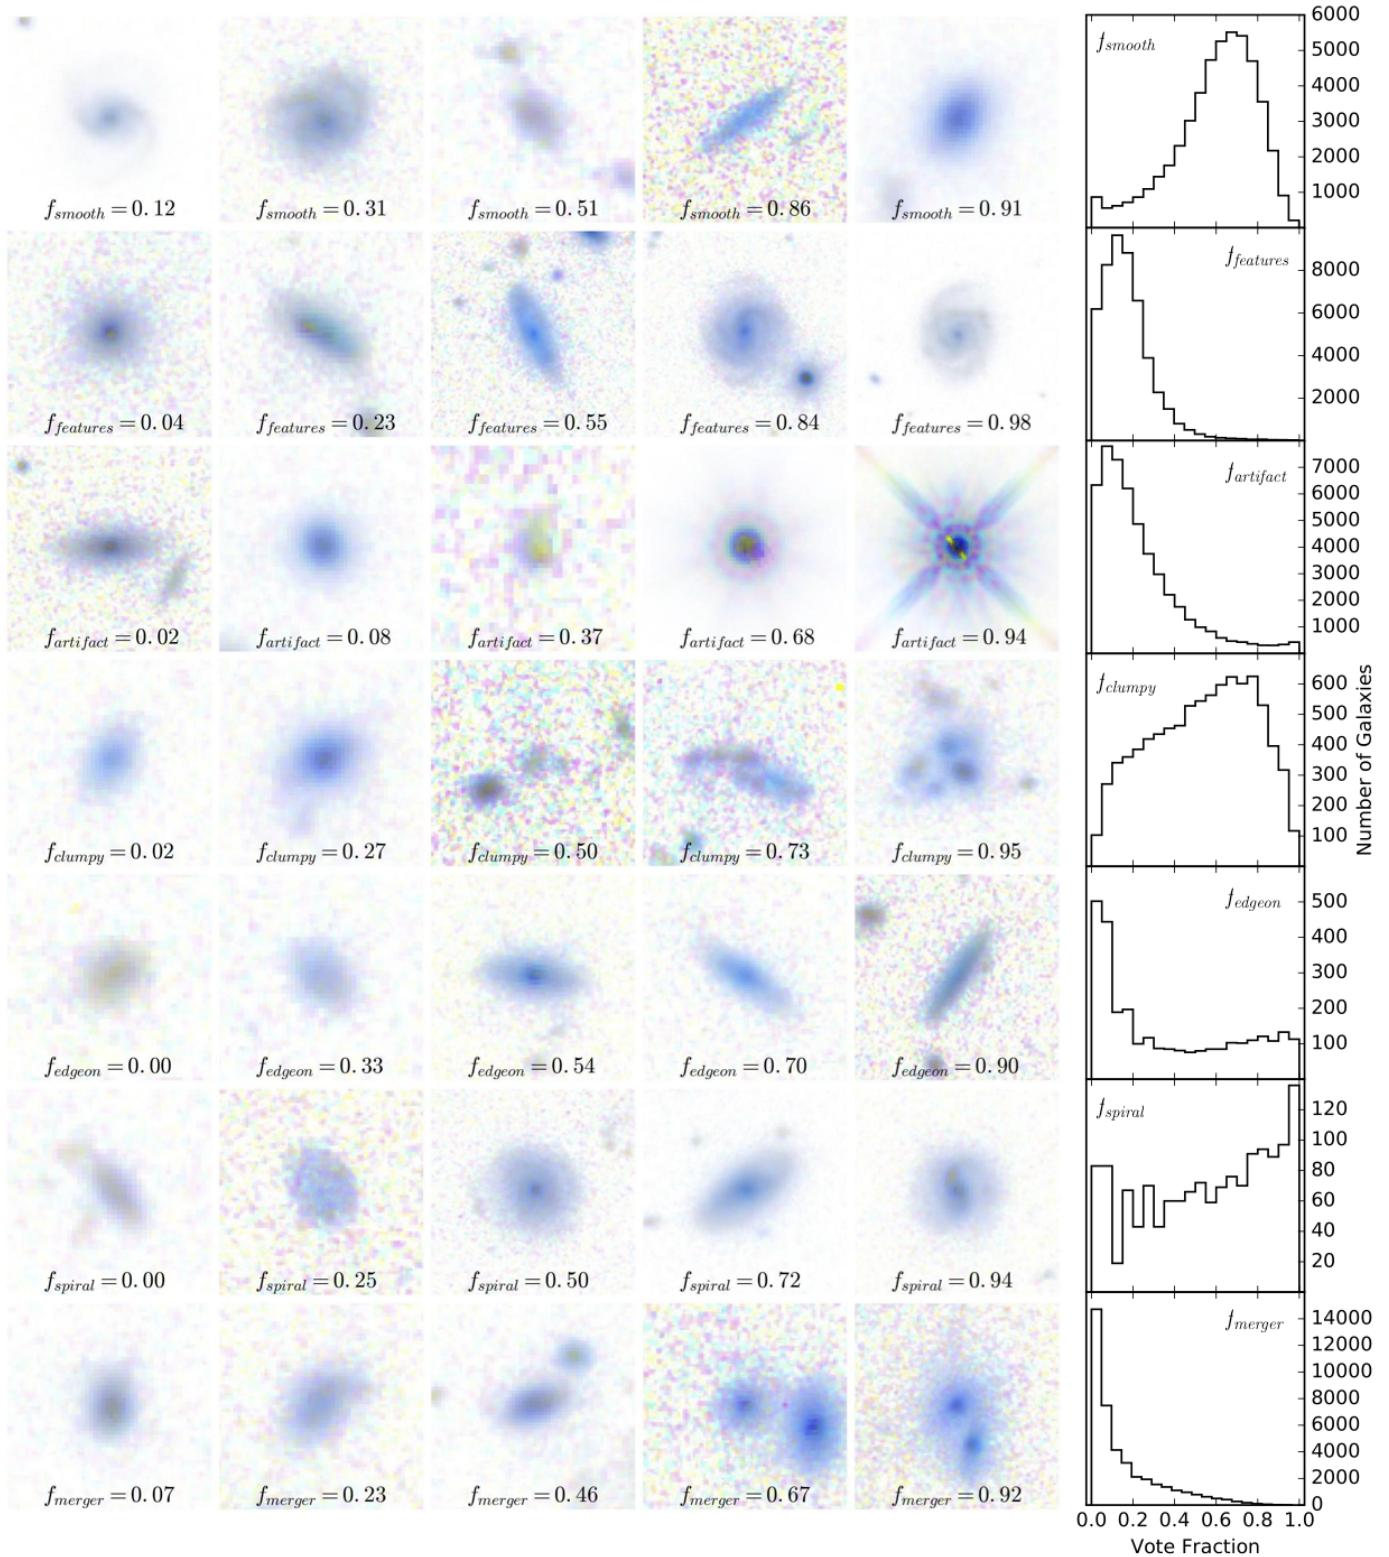 f_smooth = 0.12 f_smooth = 0.31 f_smooth = 0.51 f_smooth = 0.86 f_smooth = 0.91
f_features = 0.04 f_features = 0.23 f_features = 0.55 f_features = 0.84 f_features = 0.98
f_artifact = 0.02 f_artifact = 0.08 f_artifact = 0.37 f_artifact = 0.68 f_artifact = 0.94
f_clumpy = 0.02 f_clumpy = 0.27 f_clumpy = 0.50 f_clumpy = 0.73 f_clumpy = 0.95
f_edgeon = 0.00 f_edgeon = 0.33 f_edgeon = 0.54 f_edgeon = 0.70 f_edgeon = 0.90
f_spiral = 0.00 f_spiral = 0.25 f_spiral = 0.50 f_spiral = 0.72 f_spiral = 0.94
f_merger = 0.07 f_merger = 0.23 f_merger = 0.46 f_merger = 0.67 f_merger = 0.92
f_smooth
6000
5000
4000
3000
2000
1000
f_features
8000
6000
4000
2000
f_artifact
7000
6000
5000
4000
3000
2000
1000
f_clumpy
600
500
400
300
200
100
f_edgeon
500
400
300
200
100
f_spiral
120
100
80
60
40
20
f_merger
14000
12000
10000
8000
6000
4000
2000
0
0.0 0.2 0.4 0.6 0.8 1.0
Vote Fraction
Number of Galaxies